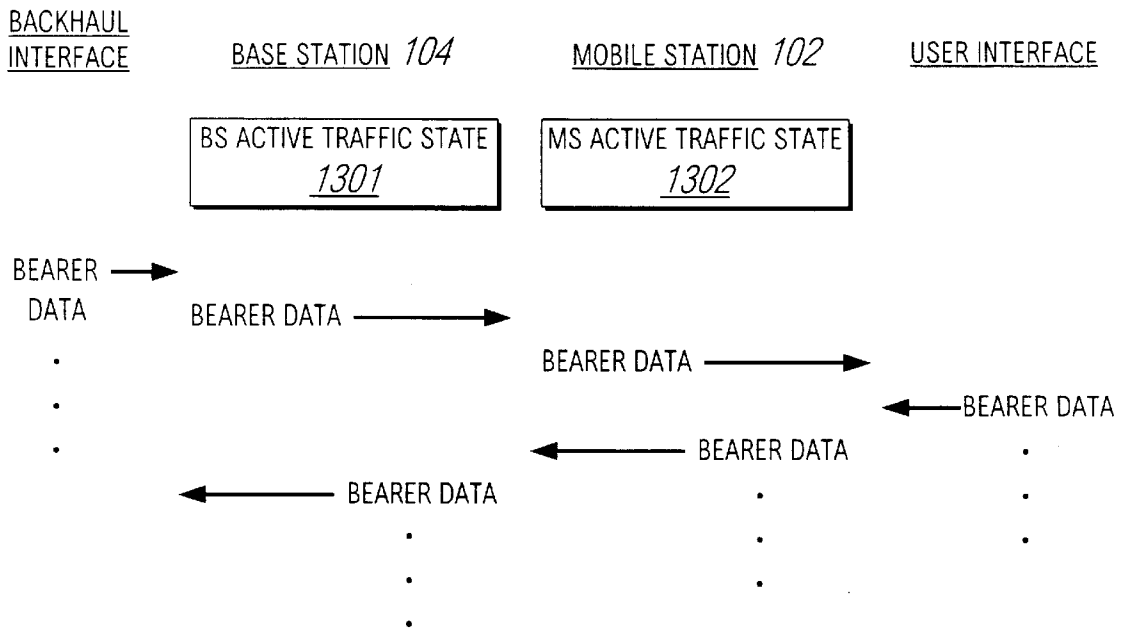 BACKHAUL
INTERFACE
BASE STATION 104
MOBILE STATION 102
USER INTERFACE
BS ACTIVE TRAFFIC STATE
1301
MS ACTIVE TRAFFIC STATE
1302
BEARER
DATA
BEARER DATA
BEARER DATA
BEARER DATA
BEARER DATA
BEARER DATA